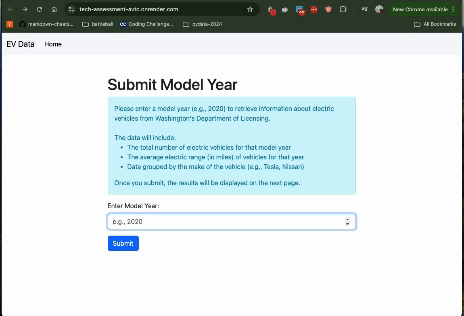 tech-assessment-avtc.onrender.com
New Chrome available
markdown-cheats...
battleball
Coding Challenge...
pydata-2024
All Bookmarks
EV Data
Home
Submit Model Year
Please enter a model year (e.g., 2020) to retrieve information about electric
vehicles from Washington's Department of Licensing.
The data will include:
The total number of electric vehicles for that model year
The average electric range (in miles) of vehicles for that year
Data grouped by the make of the vehicle (e.g., Tesla, Nissan)
Once you submit, the results will be displayed on the next page.
Enter Model Year:
e.g., 2020
Submit